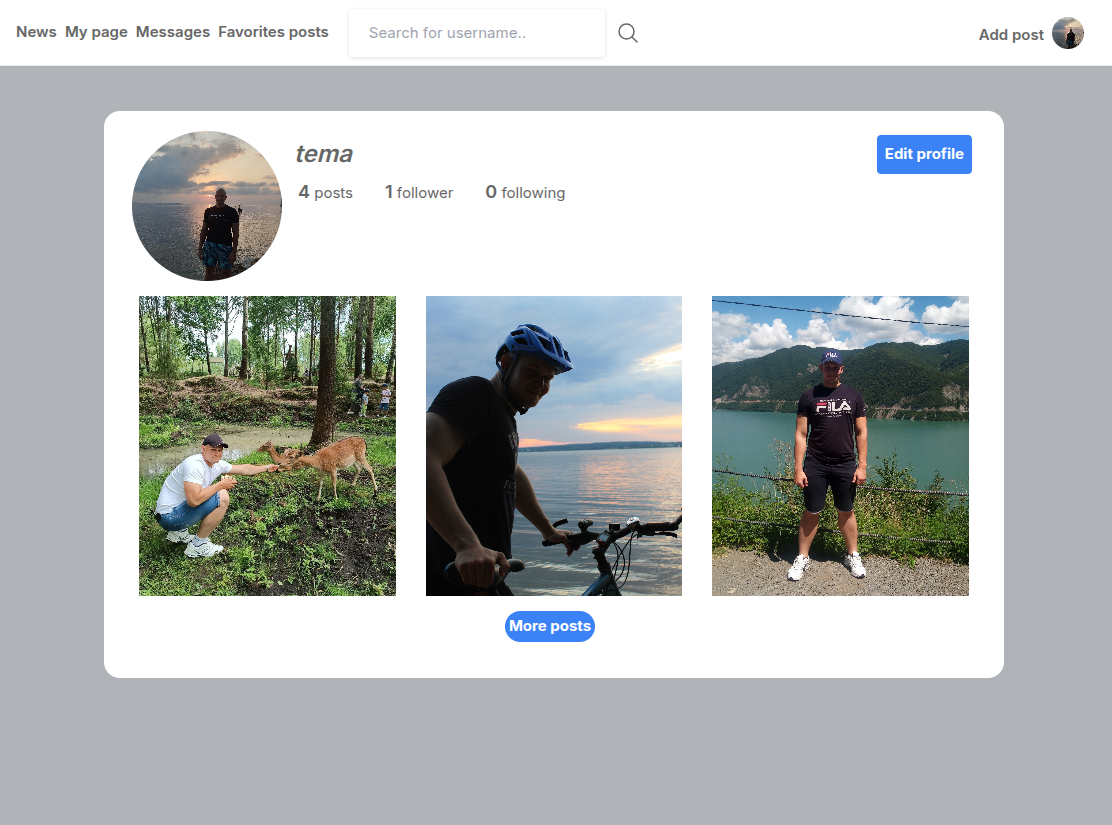 News My page Messages Favorites posts Search for username.. Add post
tema
Edit profile
4 posts 1 follower 0 following
FILA
FILA
More posts